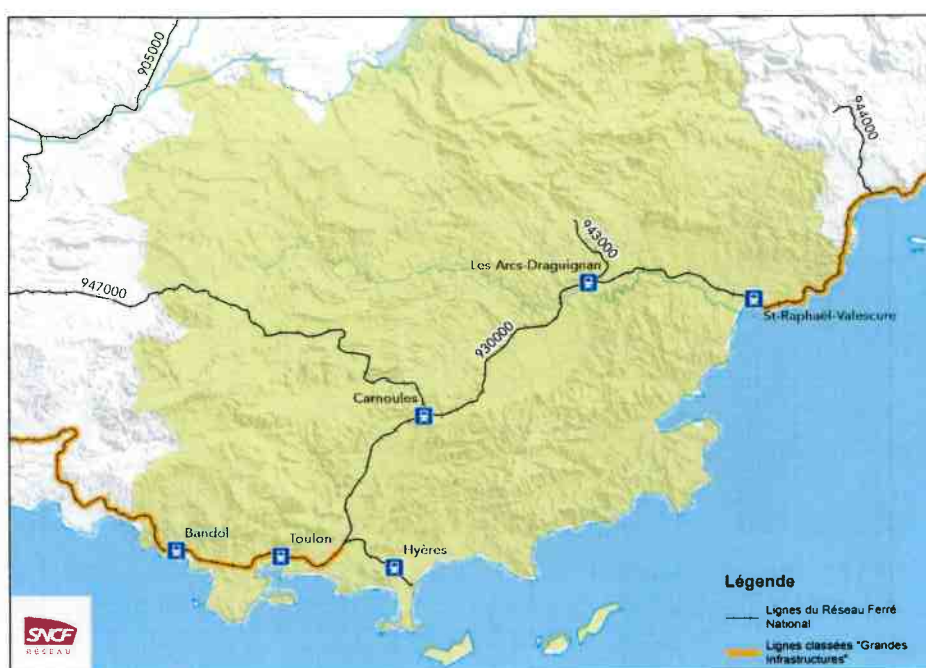 905000
944000
943000
Les Arcs-Draguignan
947000
St-Raphaël-Valescure
930000
Carnoules
Bandol
Toulon
Hyères
Légende
Lignes du Réseau Ferré
National
Lignes classées "Grandes
infrastructures"
SNCF
RÉSEAU